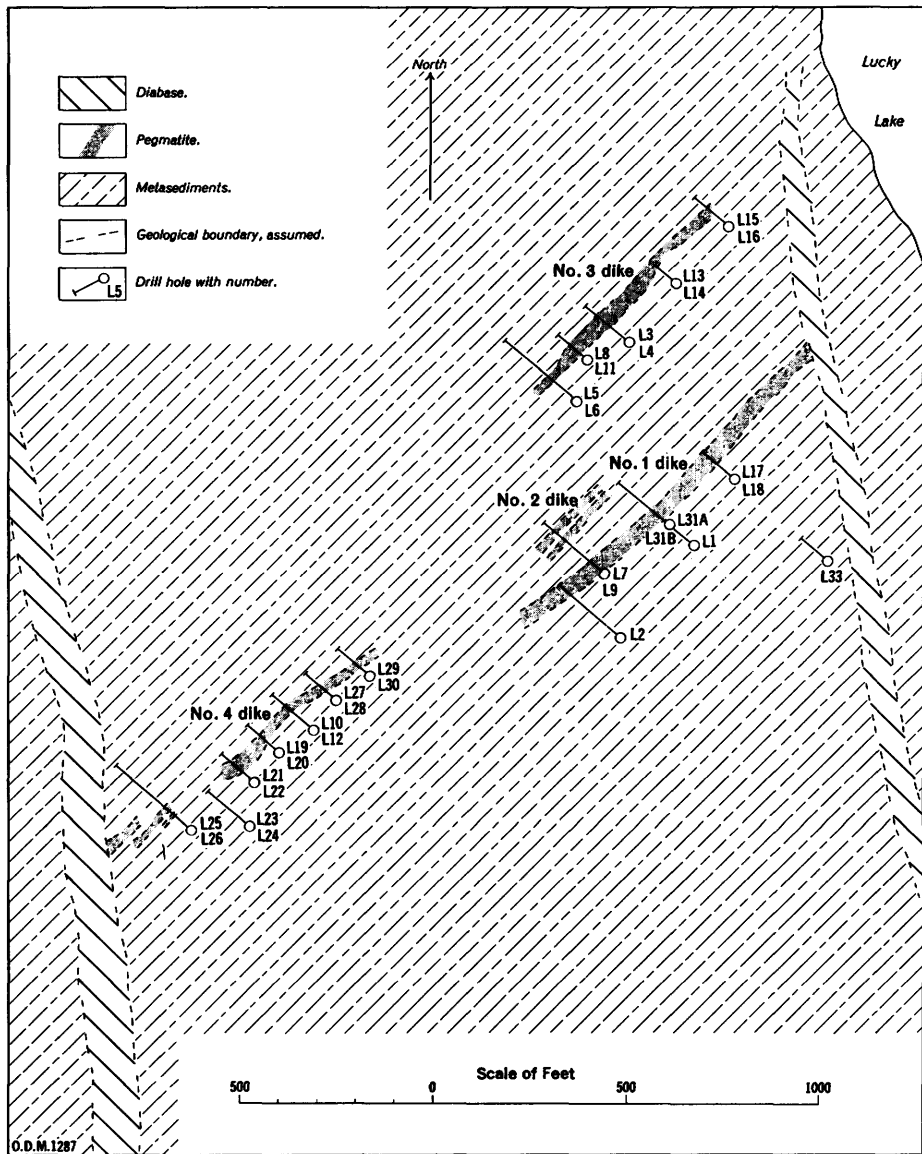 Lucky
Lake
North
Diabase.
Pegmatite.
Metasediments.
Geological boundary, assumed.
L5
Drill hole with number.
L15
L16
No. 3 dike
L13
L14
L3
L4
L8
L11
L5
L6
No. 1 dike
L17
L18
No. 2 dike
L31A
L31B
L1
L33
L7
L9
L2
L29
L30
L27
L28
No. 4 dike
L10
L12
L19
L20
L21
L22
L23
L24
L25
L26
Scale of Feet
500 0 500 1000
O.D.M.1287